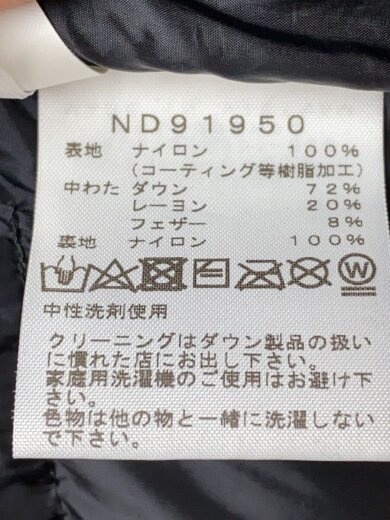 ND91950
表地 ナイロン 100%
(コーティング等樹脂加工)
中わた ダウン 72%
レーヨン 20%
フェザー 8%
裏地 ナイロン 100%
W
中性洗剤使用
クリーニングはダウン製品の扱い
に慣れた店にお出し下さい。
家庭用洗濯機のご使用はお避け下
さい。
色物は他の物と一緒に洗濯しない
で下さい。